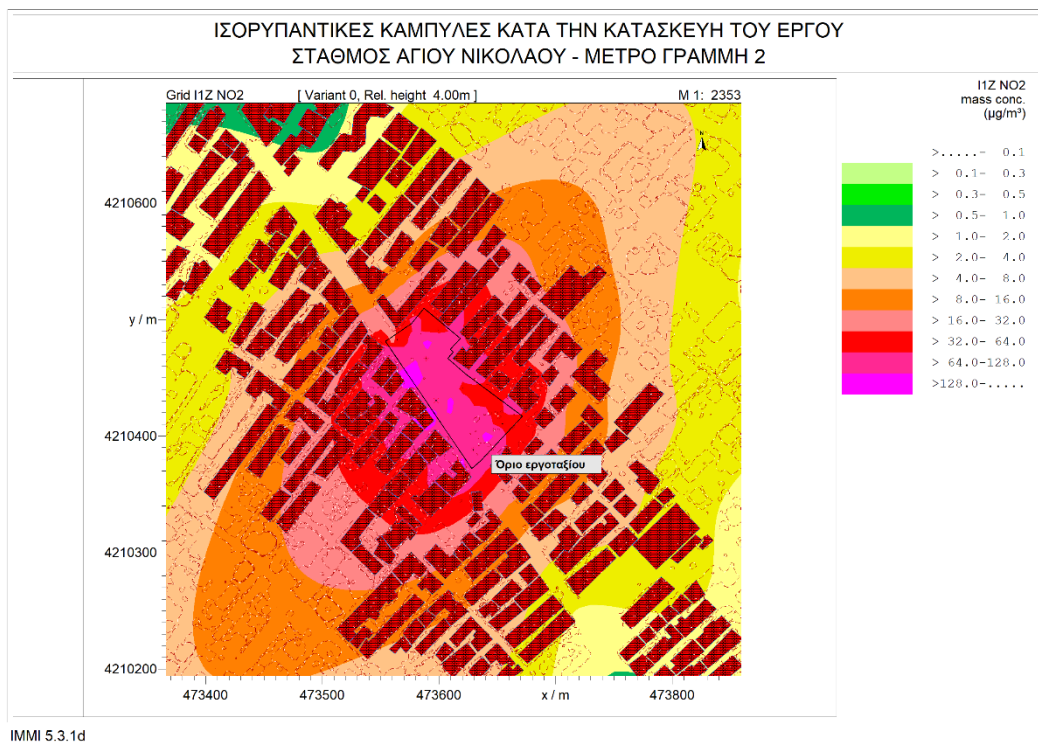 ΙΣΟΡΥΠΑΝΤΙΚΕΣ ΚΑΜΠΥΛΕΣ ΚΑΤΑ ΤΗΝ ΚΑΤΑΣΚΕΥΗ ΤΟΥ ΕΡΓΟΥ
ΣΤΑΘΜΟΣ ΑΓΙΟΥ ΝΙΚΟΛΑΟΥ - ΜΕΤΡΟ ΓΡΑΜΜΗ 2
Grid I1Z NO2 [ Variant 0, Rel. height 4.00m ] M 1: 2353
I1Z NO2
mass conc.
(µg/m³)
>.....- 0.1
> 0.1- 0.3
> 0.3- 0.5
> 0.5- 1.0
> 1.0- 2.0
> 2.0- 4.0
> 4.0- 8.0
> 8.0- 16.0
> 16.0- 32.0
> 32.0- 64.0
> 64.0-128.0
>128.0-.....
N
4210600
y / m
4210400
4210300
4210200
Όριο εργοταξίου
473400 473500 473600 x / m 473800
IMMI 5.3.1d